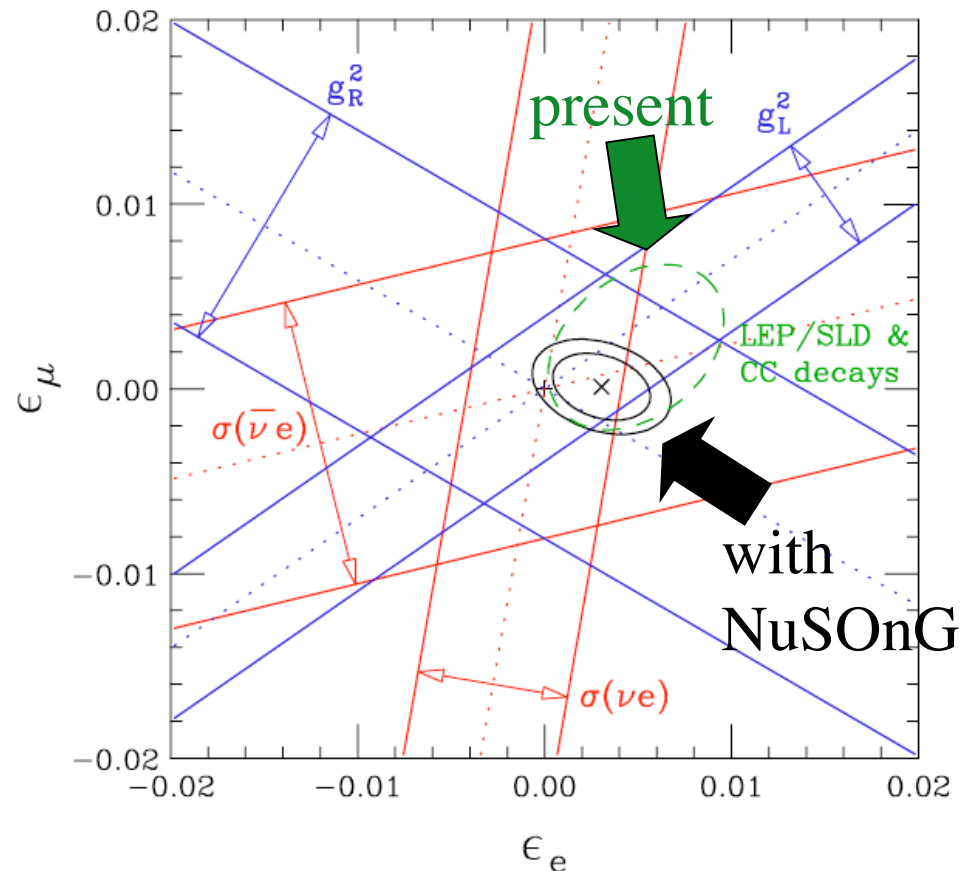 0.02
0.01
0.00
−0.01
−0.02
ϵ_μ
g_R^2
present
g_L^2
LEP/SLD &
CC decays
σ(ν̅ e)
with
NuSOnG
σ(νe)
−0.02
−0.01
0.00
0.01
0.02
ϵ_e